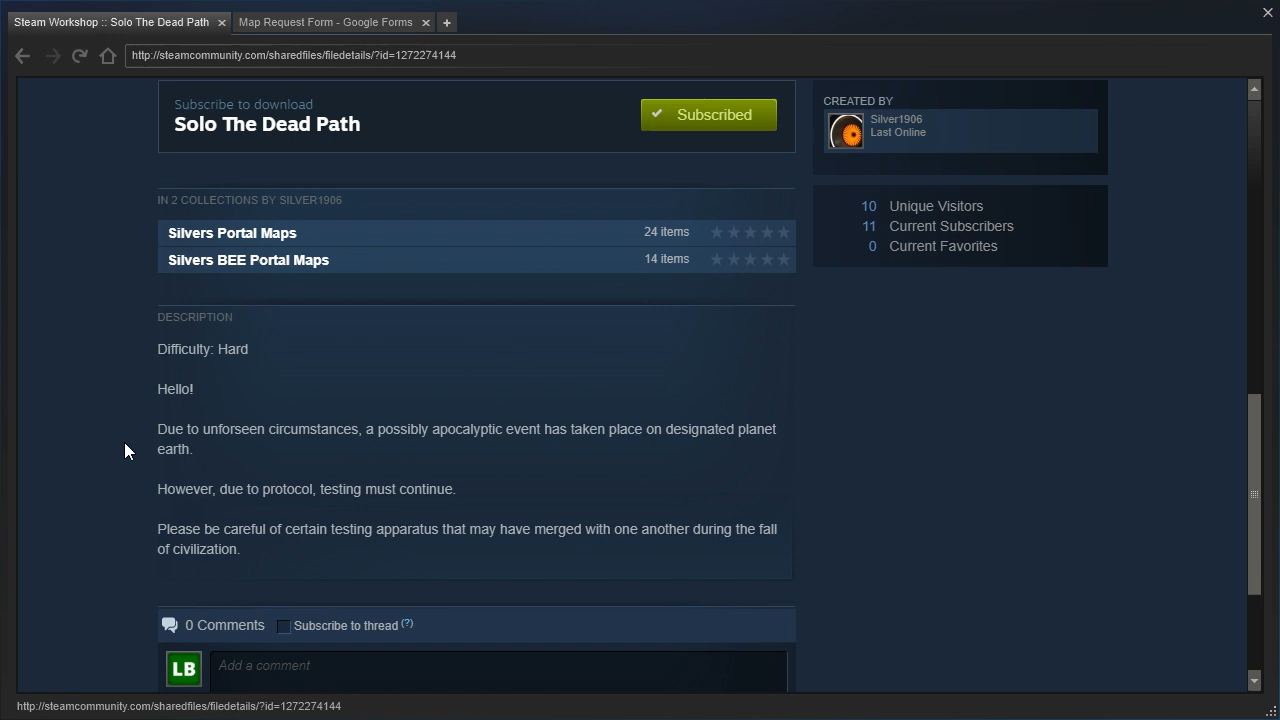 Steam Workshop :: Solo The Dead Path
Map Request Form - Google Forms
http://steamcommunity.com/sharedfiles/filedetails/?id=1272274144
Subscribe to download
Solo The Dead Path
Subscribed
CREATED BY
Silver1906
Last Online
IN 2 COLLECTIONS BY SILVER1906
Silvers Portal Maps 24 items
Silvers BEE Portal Maps 14 items
10 Unique Visitors
11 Current Subscribers
0 Current Favorites
DESCRIPTION
Difficulty: Hard
Hello!
Due to unforseen circumstances, a possibly apocalyptic event has taken place on designated planet
earth.
However, due to protocol, testing must continue.
Please be careful of certain testing apparatus that may have merged with one another during the fall
of civilization.
0 Comments Subscribe to thread (?)
LB Add a comment
http://steamcommunity.com/sharedfiles/filedetails/?id=1272274144